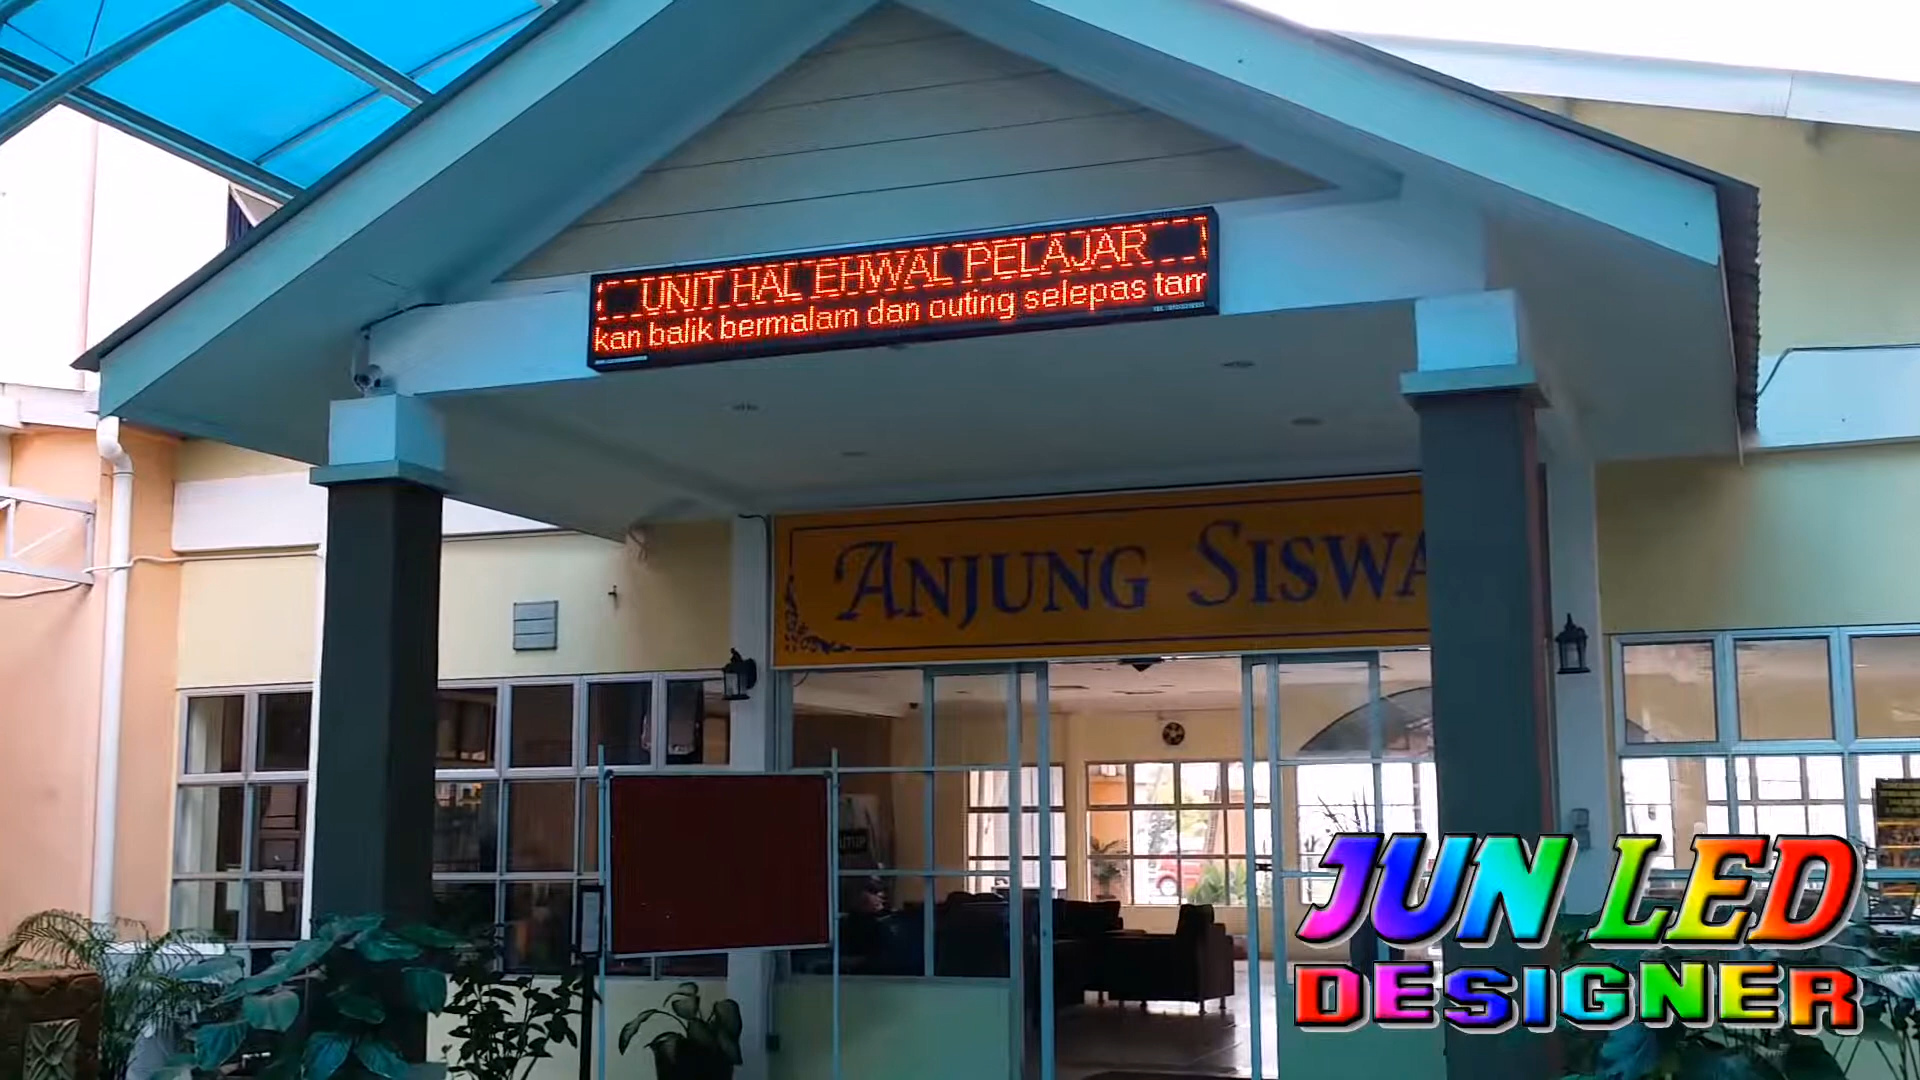 UNIT HAL EHWAL PELAJAR
kan balik bermalam dan outing selepas tam
ANJUNG SISWA
JUN LED
DESIGNER